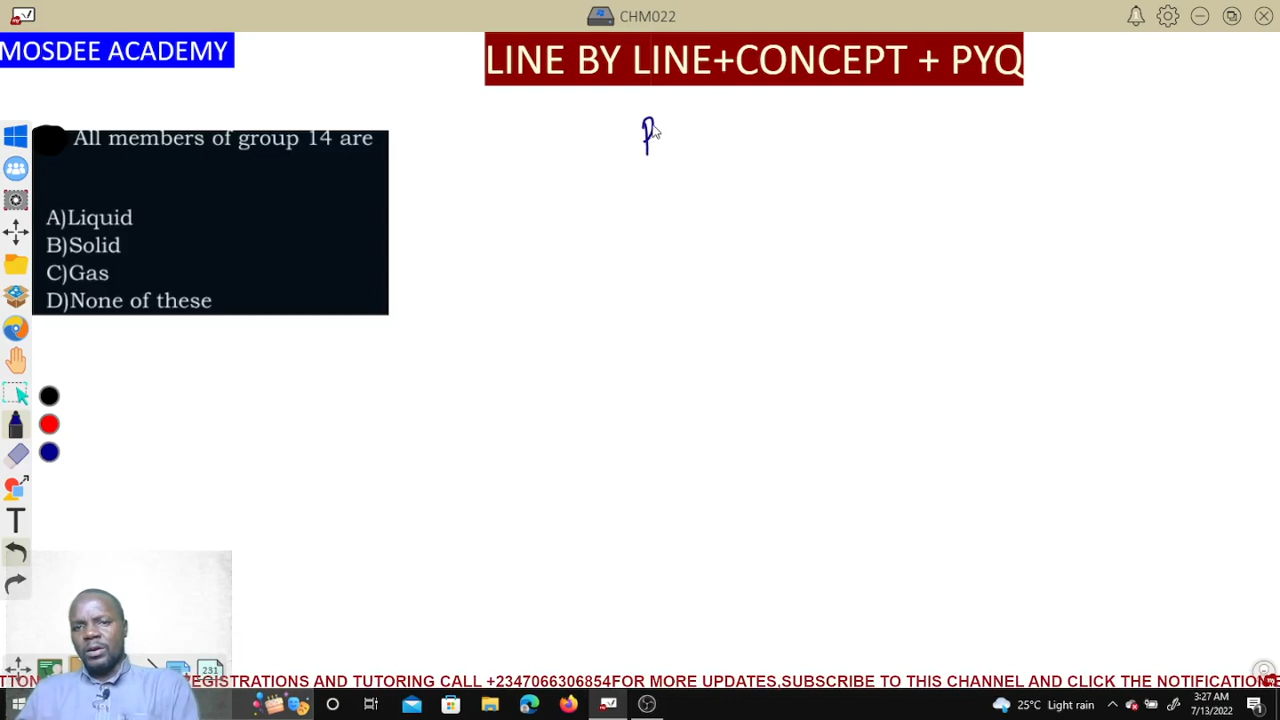 CHM022
MOSDEE ACADEMY
LINE BY LINE+CONCEPT + PYQ
P
All members of group 14 are
A)Liquid
B)Solid
C)Gas
D)None of these
T
231
TTON EGISTRATIONS AND TUTORING CALL +2347066306854FOR MORE UPDATES,SUBSCRIBE TO THIS CHANNEL AND CLICK THE NOTIFICATION
25°C Light rain
3:27 AM
7/13/2022